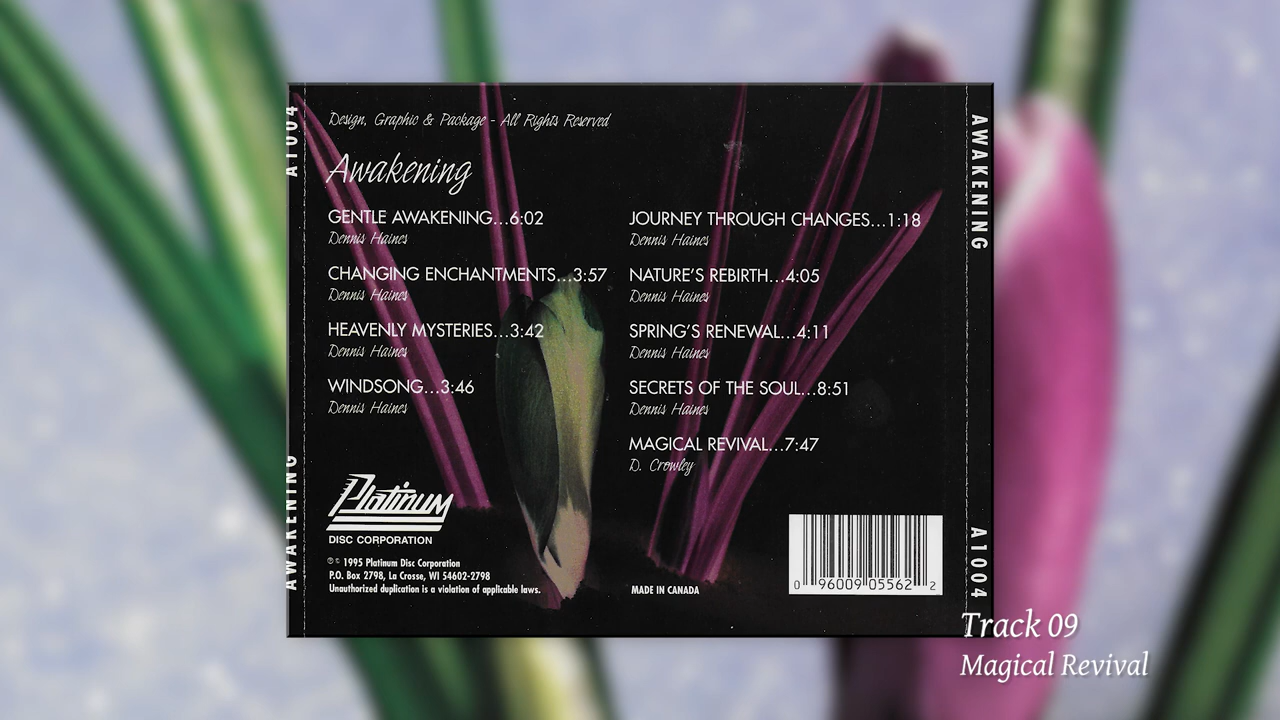 A1004
AWAKENING
Design, Graphic & Package - All Rights Reserved
Awakening
GENTLE AWAKENING...6:02
Dennis Haines
CHANGING ENCHANTMENTS...3:57
Dennis Haines
HEAVENLY MYSTERIES...3:42
Dennis Haines
WINDSONG...3:46
Dennis Haines
JOURNEY THROUGH CHANGES...1:18
Dennis Haines
NATURE'S REBIRTH...4:05
Dennis Haines
SPRING'S RENEWAL...4:11
Dennis Haines
SECRETS OF THE SOUL...8:51
Dennis Haines
MAGICAL REVIVAL...7:47
D. Crowley
Platinum
DISC CORPORATION
℗© 1995 Platinum Disc Corporation
P.O. Box 2798, La Crosse, WI 54602-2798
Unauthorized duplication is a violation of applicable laws.
MADE IN CANADA
0 96009 05562 2
AWAKENING
A1004
Track 09
Magical Revival